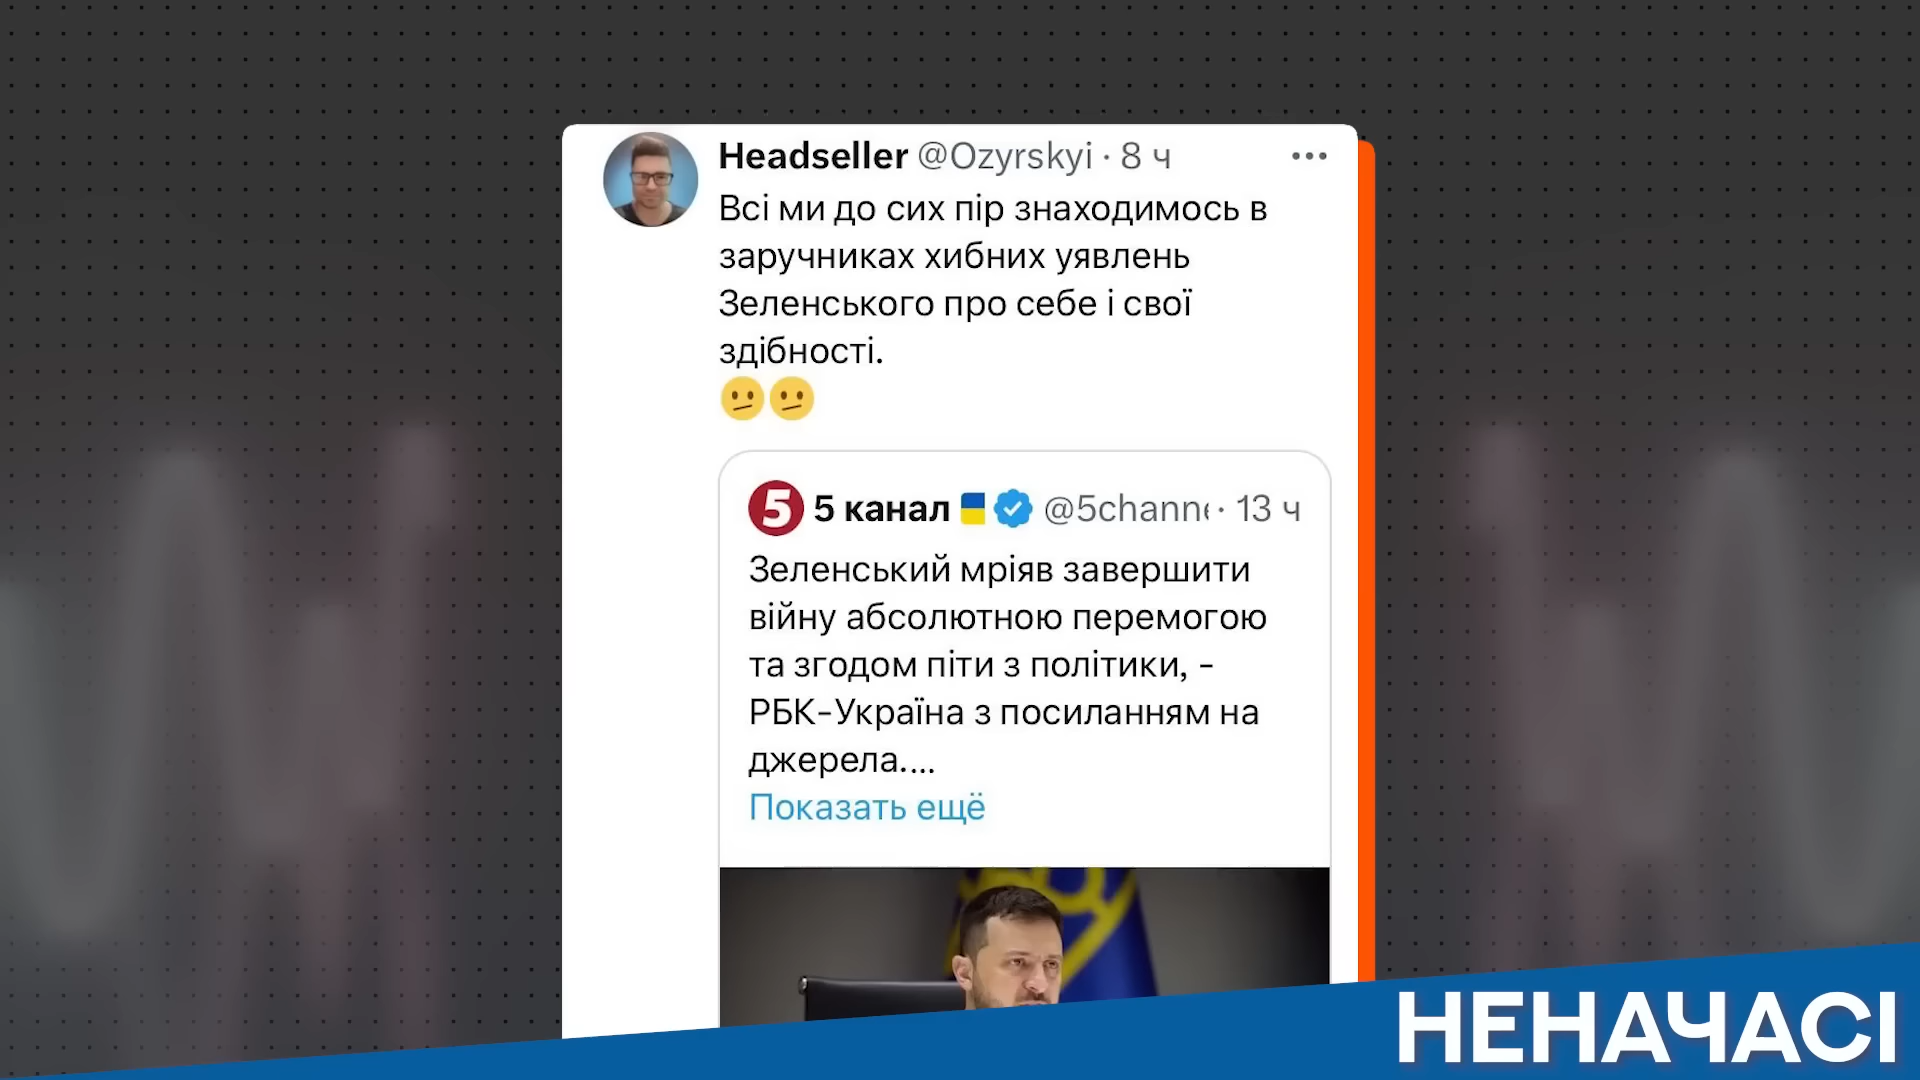 Headseller @Ozyrskyi · 8 ч
Всі ми до сих пір знаходимось в
заручниках хибних уявлень
Зеленського про себе і свої
здібності.
5 5 канал @5chann · 13 ч
Зеленський мріяв завершити
війну абсолютною перемогою
та згодом піти з політики, -
РБК-Україна з посиланням на
джерела....
Показать ещё
НЕНАЧАСІ